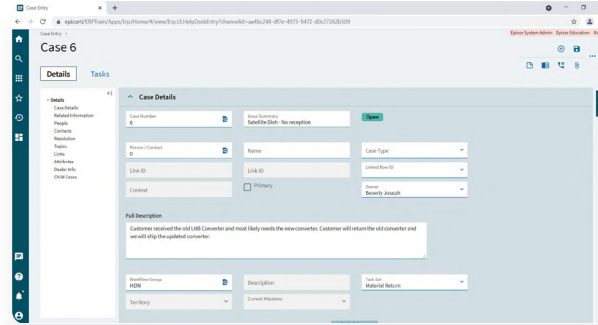 Case Entry
epicorsi/ERPTrain/Apps/Erp/Home/#/view/Erp.UI.HelpDeskEntry?channelid=aa4bc248-df7e-4973-9472-d0c27262b509
Case Entry
Epicor System Admin Epicor Education
Case 6
Details Tasks
Details
Case Details
Related Information
People
Contacts
Resolution
Topics
Links
Attributes
Dealer Info
Child Cases
Case Details
Case Number
6
Issue Summary
Satellite Dish - No reception
Open
Person / Contact
0
Name
Case Type
Link ID
Link ID
Linked Row ID
Context
Primary
Owner
Beverly Joseph
Full Description
Customer received the old LNB Converter and most likely needs the new converter. Customer will return the old converter and
we will ship the updated converter.
Workflow Group
HDN
Description
Task Set
Material Return
Territory
Current Milestone